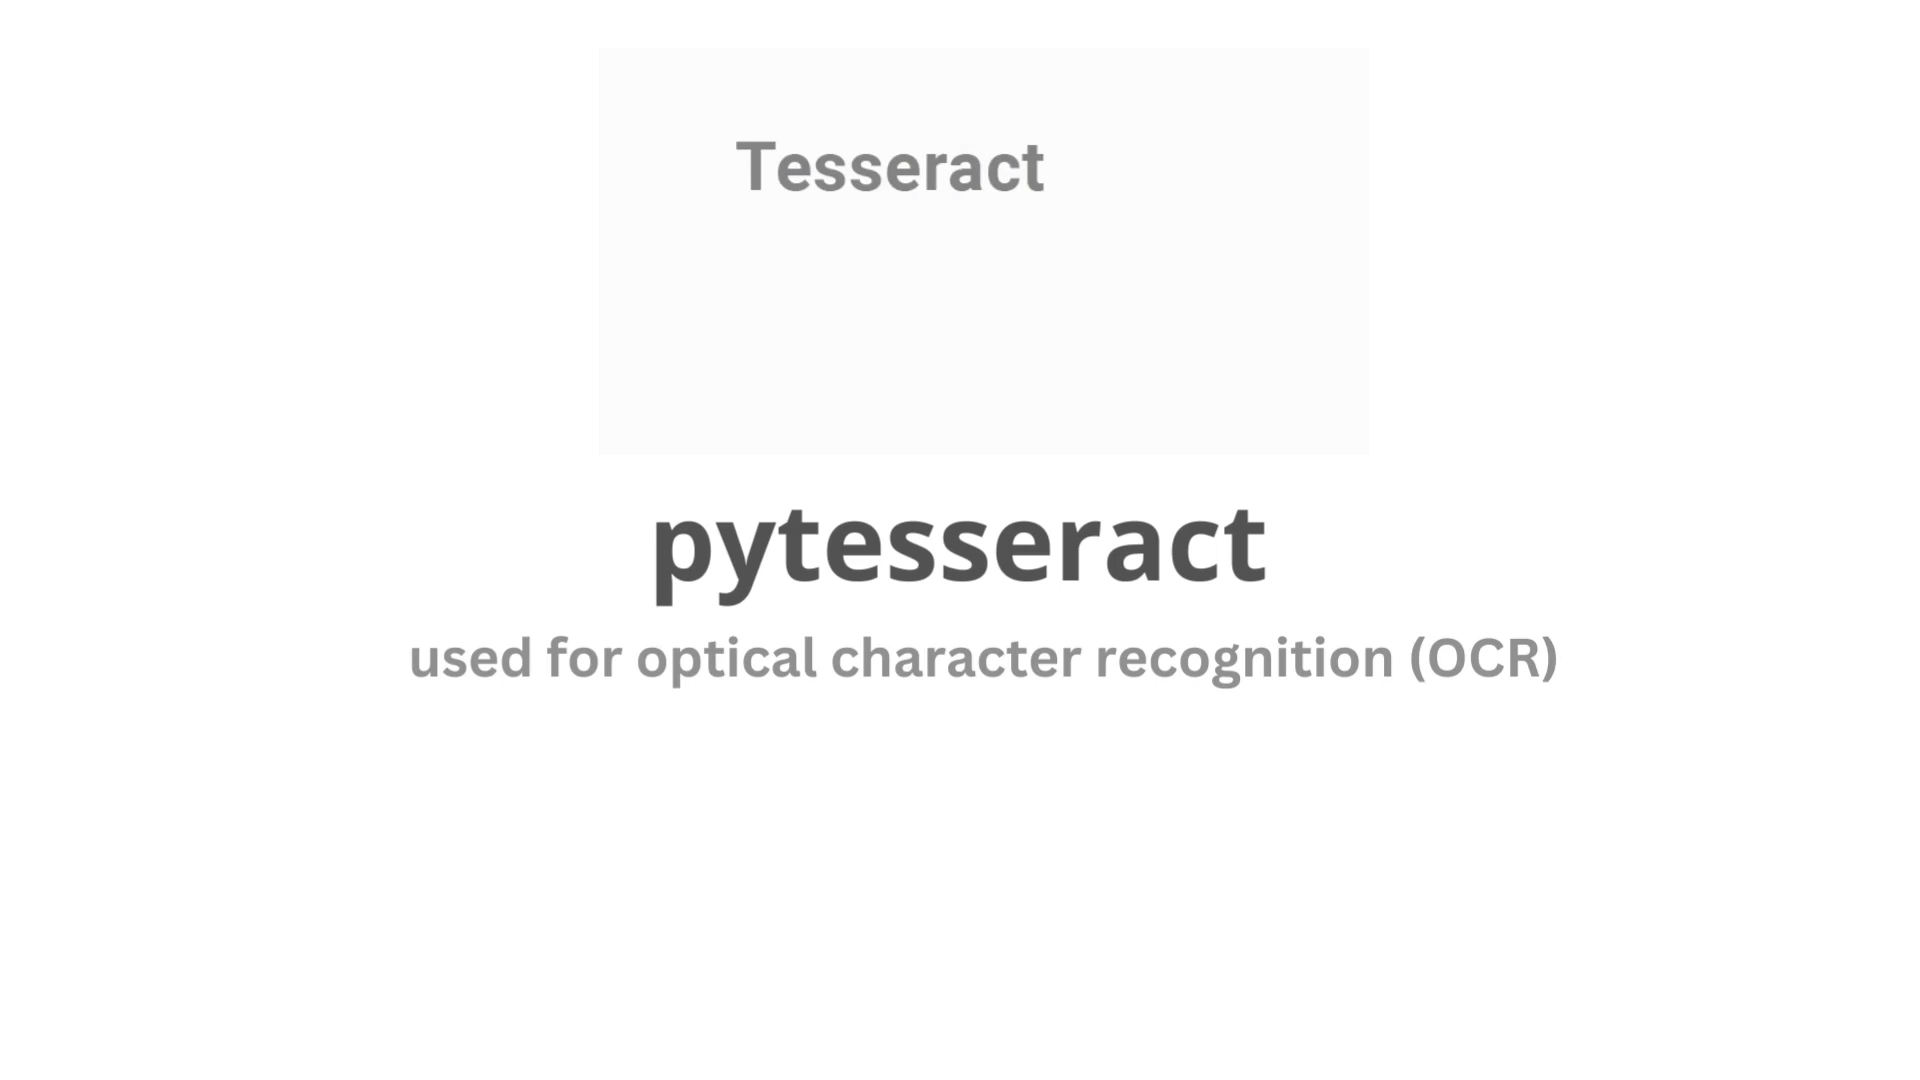 Tesseract
pytesseract
used for optical character recognition (OCR)